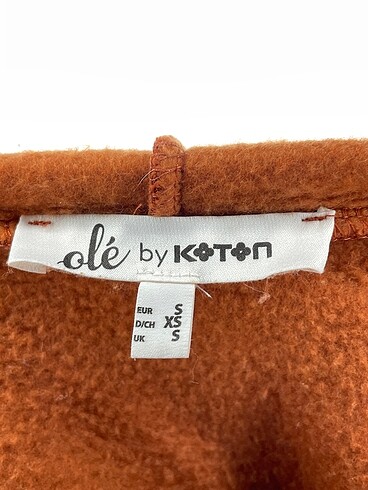 olé by KOTON
EUR S
D/CH XS
UK S